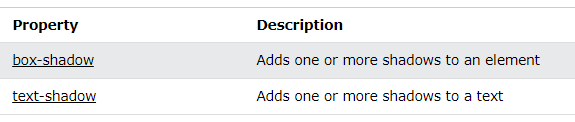 Property Description
box-shadow Adds one or more shadows to an element
text-shadow Adds one or more shadows to a text